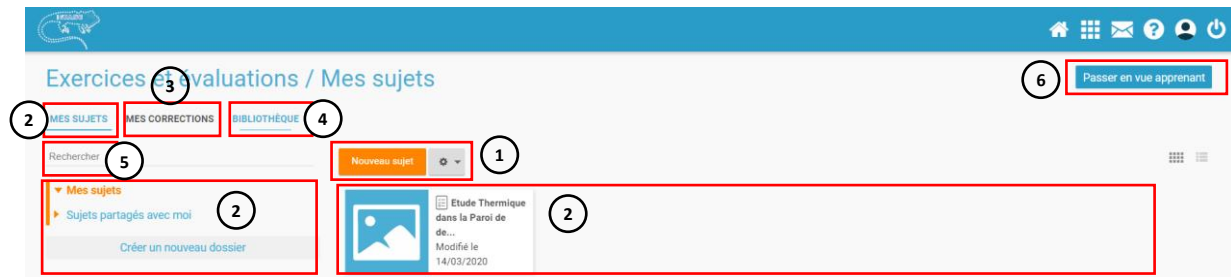 Exercices et évaluations / Mes sujets
3
6
Passer en vue apprenant
2
MES SUJETS
MES CORRECTIONS
BIBLIOTHÈQUE
4
Rechercher
5
Nouveau sujet
1
Mes sujets
Sujets partagés avec moi
2
Créer un nouveau dossier
Etude Thermique
dans la Paroi de
de...
Modifié le
14/03/2020
2